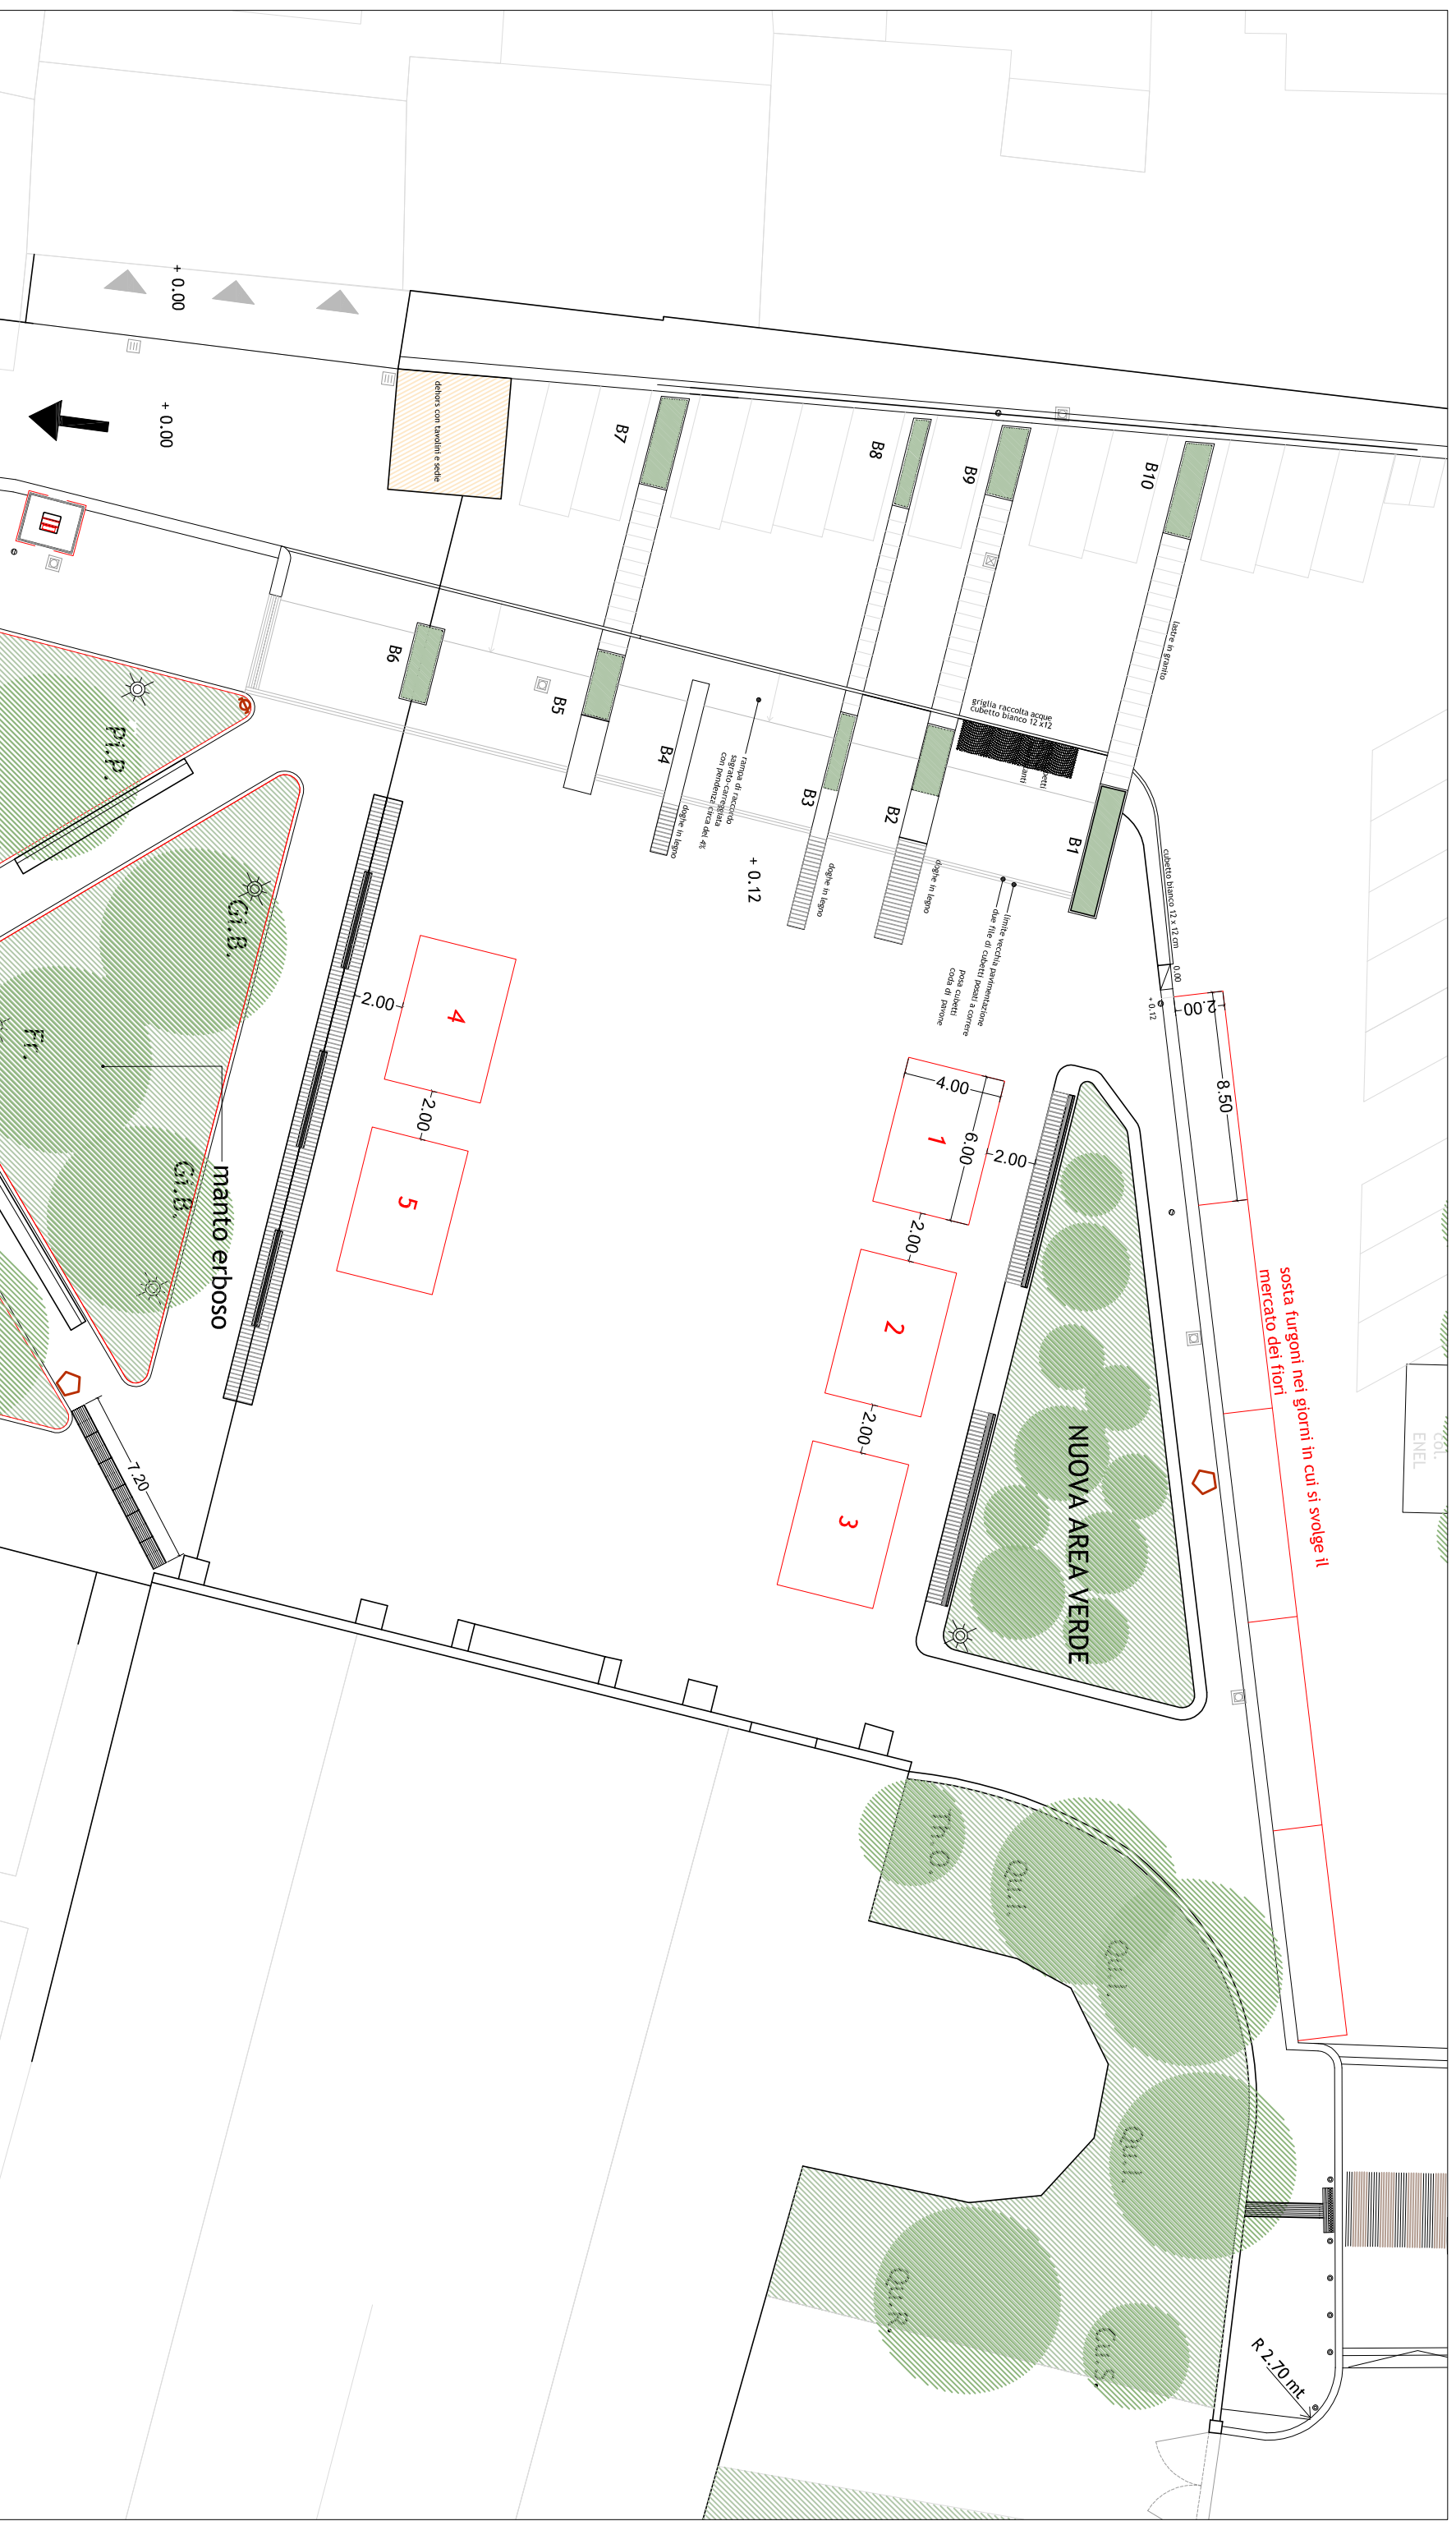 + 0.00
+ 0.00
dehors con tavolini e sedie
B7
B8
B9
B10
lastre in granito
griglia raccolta acque
cubetto bianco 12 x12
B6
B5
B4
B3
B2
B1
rampa di raccordo
sagrato-carreggiata
con pendenza circa del 4%
doghe in legno
doghe in legno
doghe in legno
+ 0.12
limite vecchia pavimentazione
due file di cubetti posati a correre
posa cubetti
coda di pavone
cubetto bianco 12 x 12 cm
0.00
+ 0.12
2.00
8.50
sosta furgoni nei giorni in cui si svolge il
mercato dei fiori
col.
ENEL
Pi.P.
Gi.B.
Fr.
Gi.B.
manto erboso
2.00
4
2.00
5
4.00
6.00
1
2.00
2.00
2
2.00
3
NUOVA AREA VERDE
7.20
Th.O.
Qu.I.
Qu.I.
Qu.I.
Qu.R.
Cu.S.
R 2.70 mt